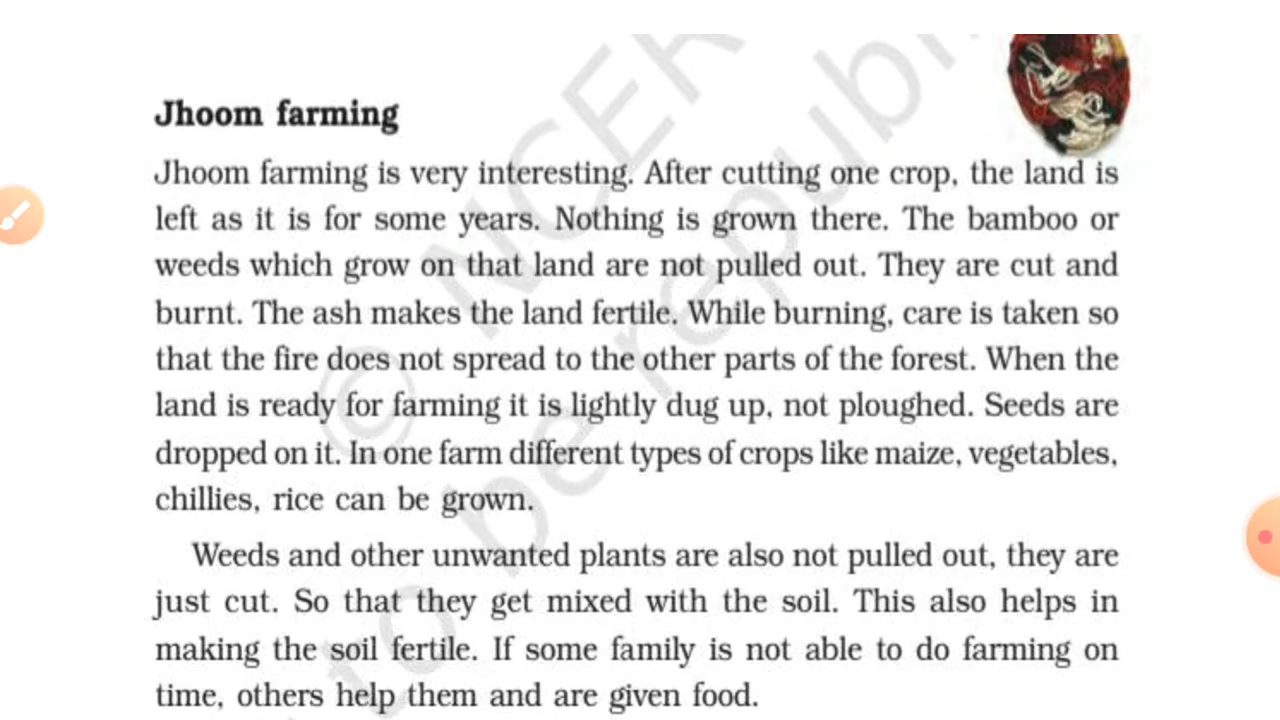 Jhoom farming
Jhoom farming is very interesting. After cutting one crop, the land is
left as it is for some years. Nothing is grown there. The bamboo or
weeds which grow on that land are not pulled out. They are cut and
burnt. The ash makes the land fertile. While burning, care is taken so
that the fire does not spread to the other parts of the forest. When the
land is ready for farming it is lightly dug up, not ploughed. Seeds are
dropped on it. In one farm different types of crops like maize, vegetables,
chillies, rice can be grown.
Weeds and other unwanted plants are also not pulled out, they are
just cut. So that they get mixed with the soil. This also helps in
making the soil fertile. If some family is not able to do farming on
time, others help them and are given food.
© NCER
to be republ